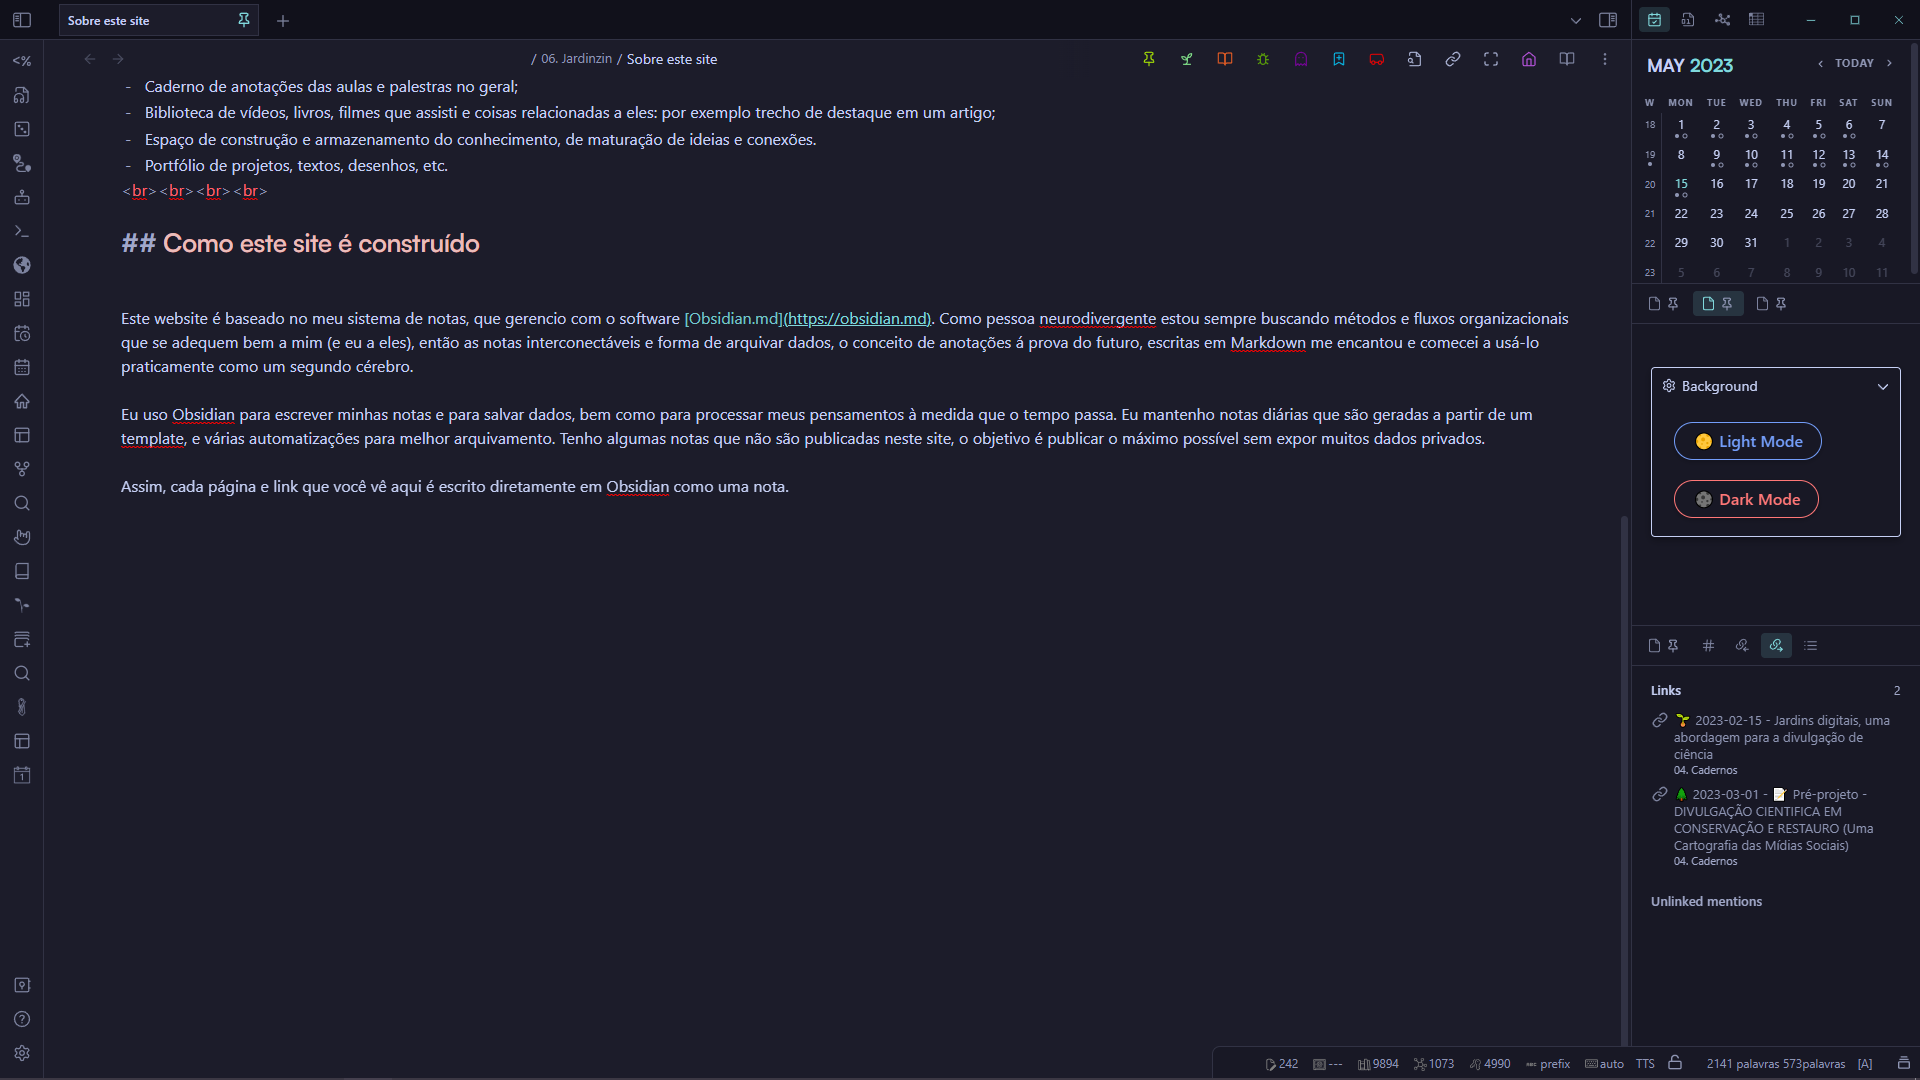 Sobre este site
/ 06. Jardinzin / Sobre este site
- Caderno de anotações das aulas e palestras no geral;
- Biblioteca de vídeos, livros, filmes que assisti e coisas relacionadas a eles: por exemplo trecho de destaque em um artigo;
- Espaço de construção e armazenamento do conhecimento, de maturação de ideias e conexões.
- Portfólio de projetos, textos, desenhos, etc.
<br><br><br><br>
## Como este site é construído
Este website é baseado no meu sistema de notas, que gerencio com o software [Obsidian.md](https://obsidian.md). Como pessoa neurodivergente estou sempre buscando métodos e fluxos organizacionais
que se adequem bem a mim (e eu a eles), então as notas interconectáveis e forma de arquivar dados, o conceito de anotações á prova do futuro, escritas em Markdown me encantou e comecei a usá-lo
praticamente como um segundo cérebro.
Eu uso Obsidian para escrever minhas notas e para salvar dados, bem como para processar meus pensamentos à medida que o tempo passa. Eu mantenho notas diárias que são geradas a partir de um
template, e várias automatizações para melhor arquivamento. Tenho algumas notas que não são publicadas neste site, o objetivo é publicar o máximo possível sem expor muitos dados privados.
Assim, cada página e link que você vê aqui é escrito diretamente em Obsidian como uma nota.
MAY 2023
TODAY
W MON TUE WED THU FRI SAT SUN
18 1 2 3 4 5 6 7
19 8 9 10 11 12 13 14
20 15 16 17 18 19 20 21
21 22 23 24 25 26 27 28
22 29 30 31 1 2 3 4
23 5 6 7 8 9 10 11
Background
Light Mode
Dark Mode
Links 2
2023-02-15 - Jardins digitais, uma
abordagem para a divulgação de
ciência
04. Cadernos
2023-03-01 - 📝 Pré-projeto -
DIVULGAÇÃO CIENTIFICA EM
CONSERVAÇÃO E RESTAURO (Uma
Cartografia das Mídias Sociais)
04. Cadernos
Unlinked mentions
242 --- 9894 1073 4990 prefix auto TTS 2141 palavras 573palavras [A]